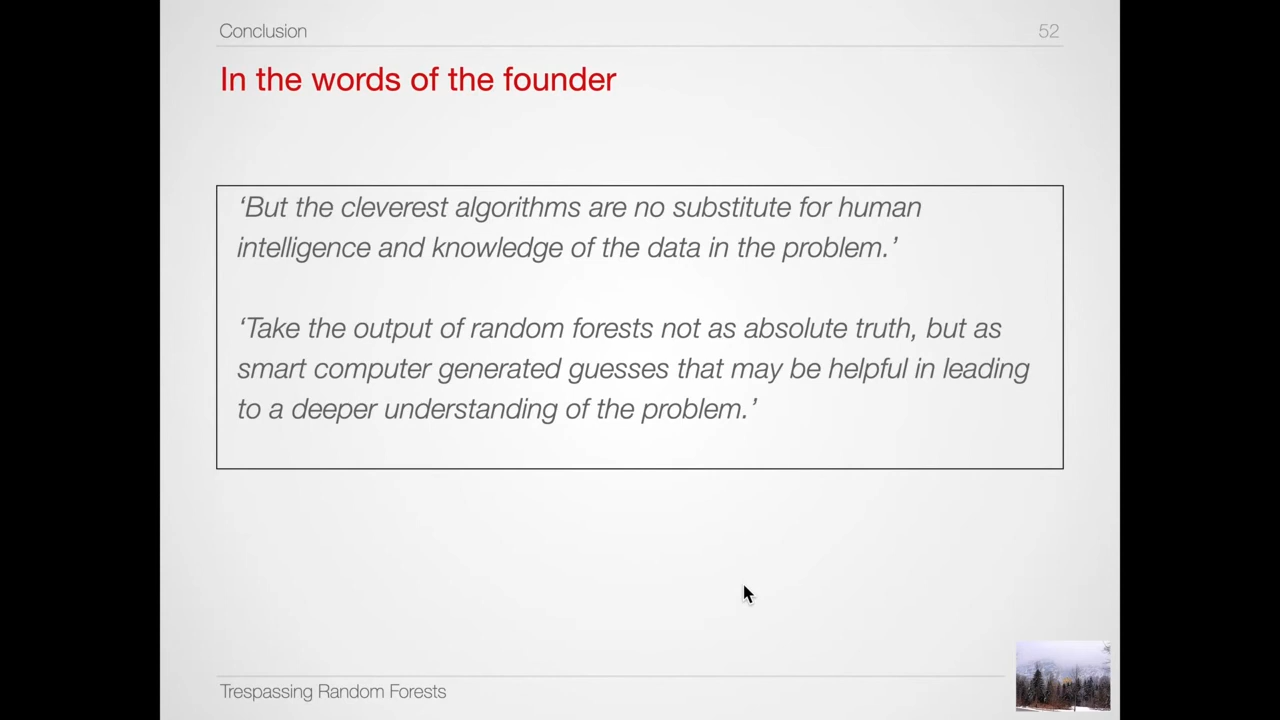 Conclusion 52
In the words of the founder
‘But the cleverest algorithms are no substitute for human
intelligence and knowledge of the data in the problem.’
‘Take the output of random forests not as absolute truth, but as
smart computer generated guesses that may be helpful in leading
to a deeper understanding of the problem.’
Trespassing Random Forests